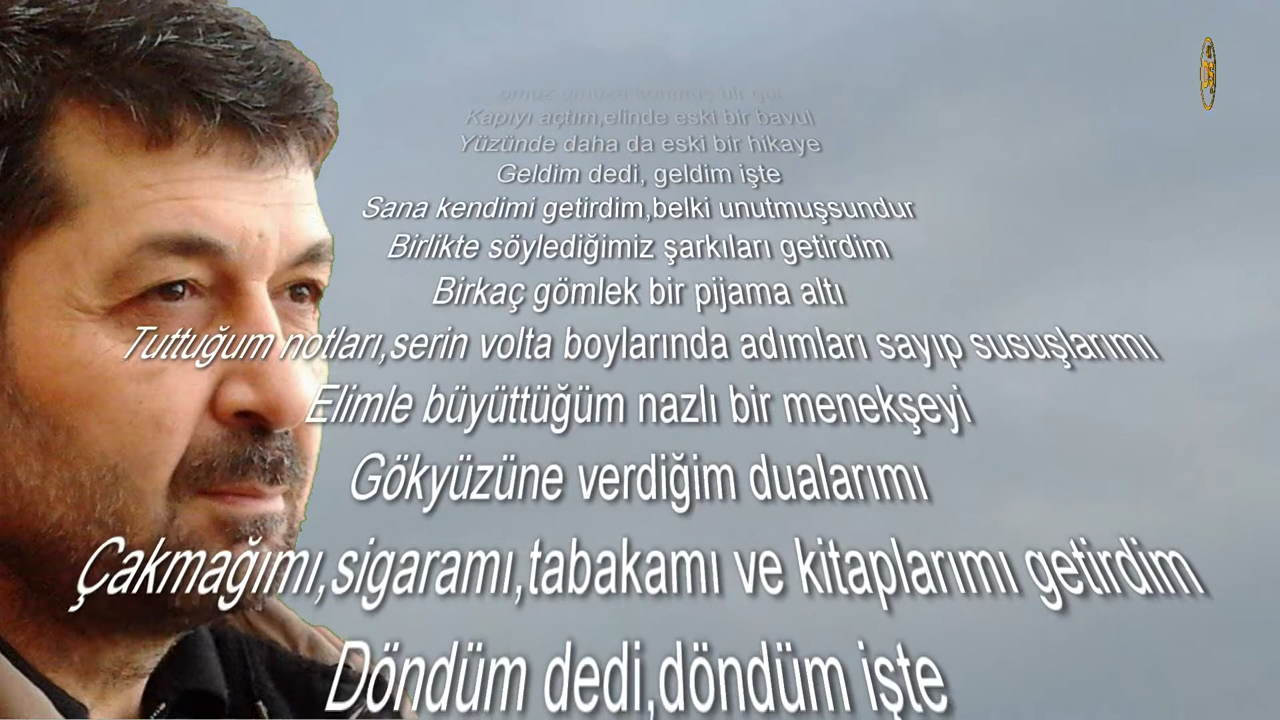 Kapıyı açtım,elinde eski bir bavul
Yüzünde daha da eski bir hikaye
Geldim dedi, geldim işte
Sana kendimi getirdim,belki unutmuşsundur
Birlikte söylediğimiz şarkıları getirdim
Birkaç gömlek bir pijama altı
Tuttuğum notları,serin volta boylarında adımları sayıp susuşlarımı
Elimle büyüttüğüm nazlı bir menekşeyi
Gökyüzüne verdiğim dualarımı
Çakmağımı,sigaramı,tabakamı ve kitaplarımı getirdim
Döndüm dedi,döndüm işte